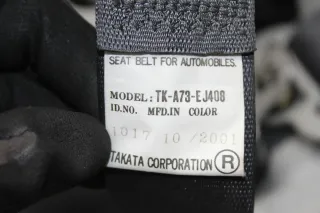 SEAT BELT FOR AUTOMOBILES.
MODEL: TK-A73-EJ408
ID.NO. MFD.IN COLOR
1017 10/2001
TAKATA CORPORATION Ⓡ